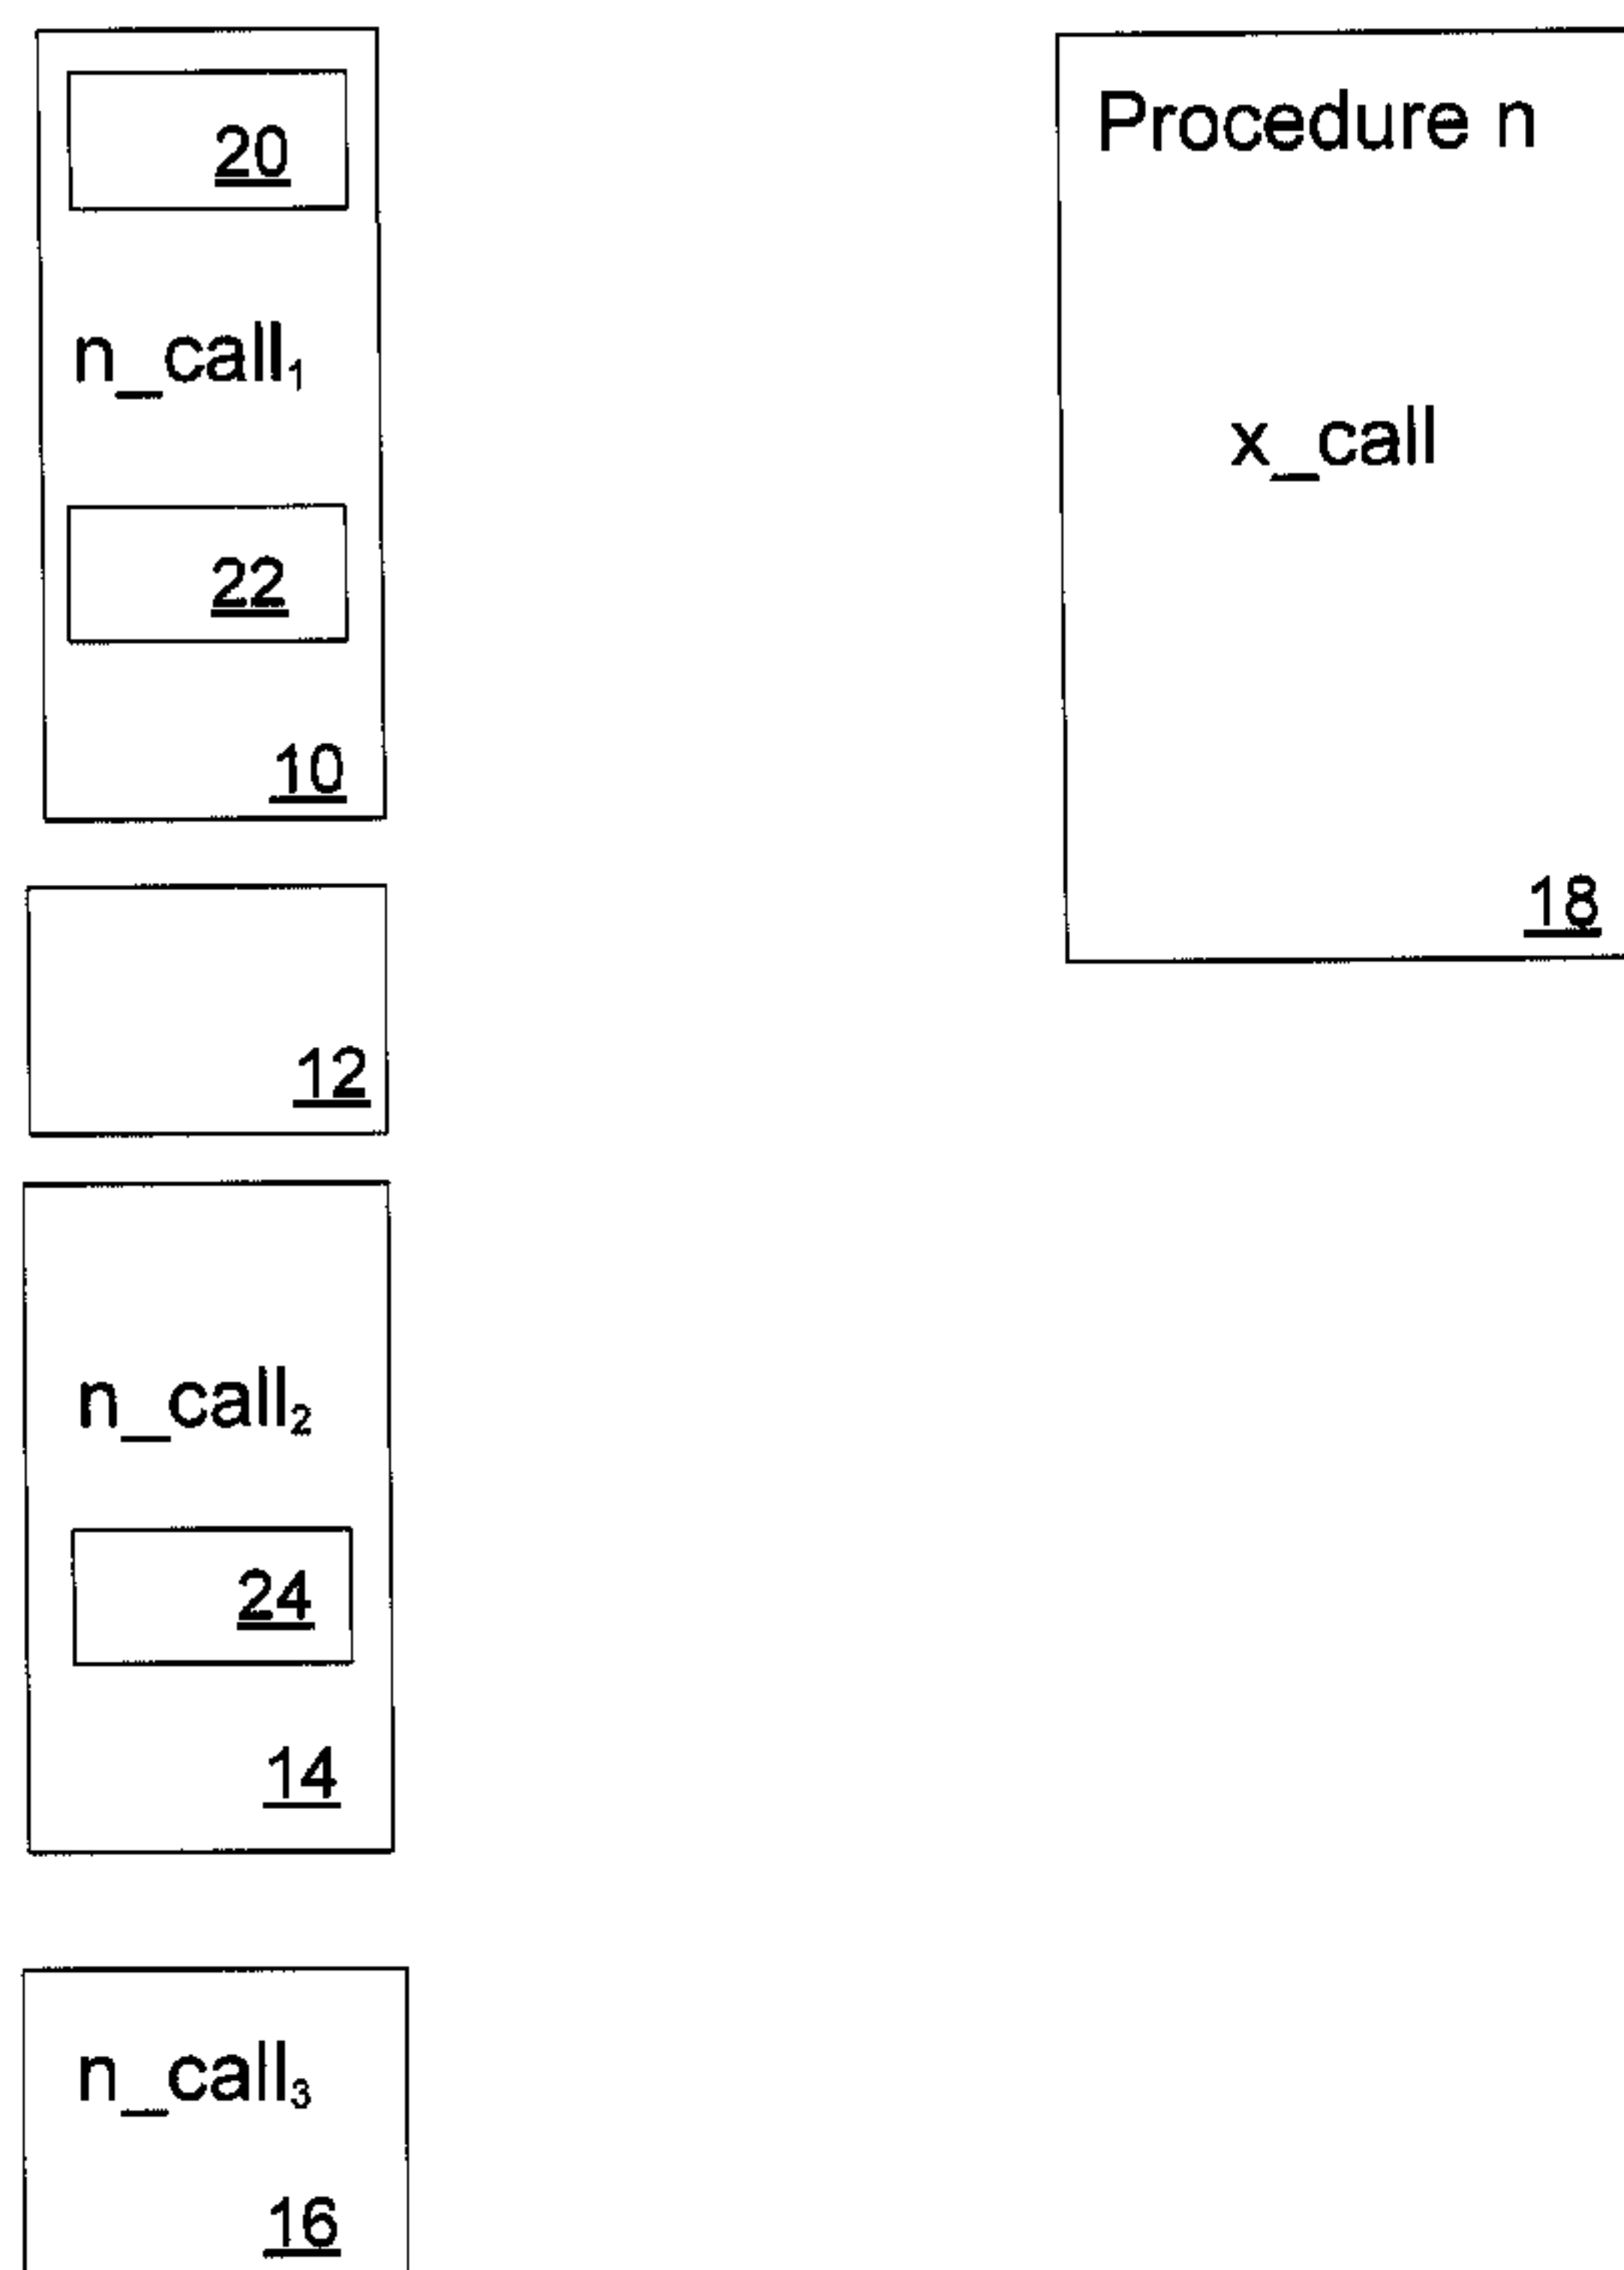 20
n_call₁
22
10
12
n_call₂
24
14
n_call₃
16
Procedure n
x_call
18